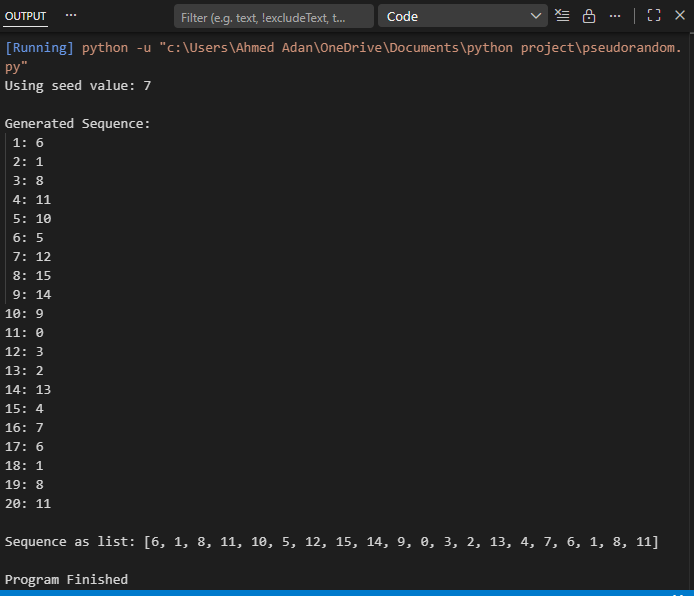 OUTPUT ...
Filter (e.g. text, !excludeText, t...
Code
[Running] python -u "c:\Users\Ahmed Adan\OneDrive\Documents\python project\pseudorandom.
py"
Using seed value: 7
Generated Sequence:
1: 6
2: 1
3: 8
4: 11
5: 10
6: 5
7: 12
8: 15
9: 14
10: 9
11: 0
12: 3
13: 2
14: 13
15: 4
16: 7
17: 6
18: 1
19: 8
20: 11
Sequence as list: [6, 1, 8, 11, 10, 5, 12, 15, 14, 9, 0, 3, 2, 13, 4, 7, 6, 1, 8, 11]
Program Finished